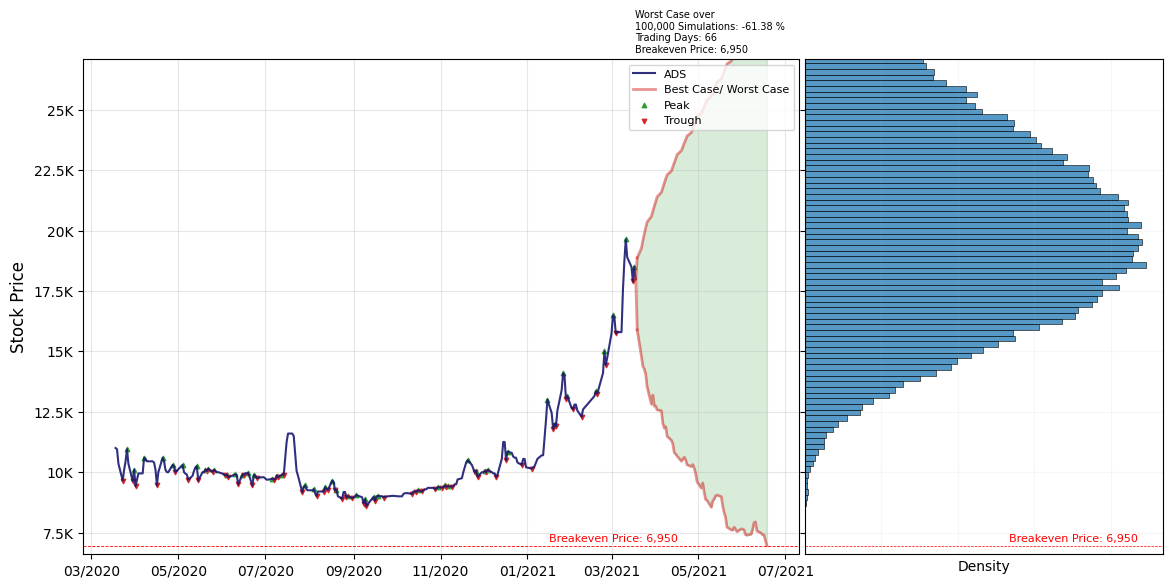 Worst Case over
100,000 Simulations: -61.38 %
Trading Days: 66
Breakeven Price: 6,950
ADS
Best Case/ Worst Case
Peak
Trough
Stock Price
25K
22.5K
20K
17.5K
15K
12.5K
10K
7.5K
Breakeven Price: 6,950
Breakeven Price: 6,950
03/2020
05/2020
07/2020
09/2020
11/2020
01/2021
03/2021
05/2021
07/2021
Density